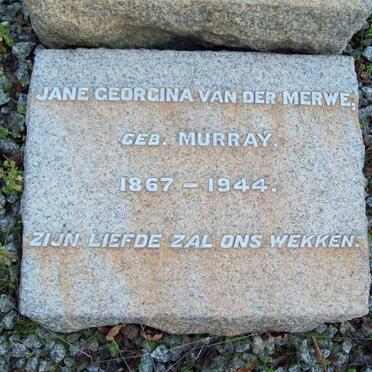 JANE GEORGINA VAN DER MERWE,
GEB. MURRAY.
1867 – 1944.
ZIJN LIEFDE ZAL ONS WEKKEN.